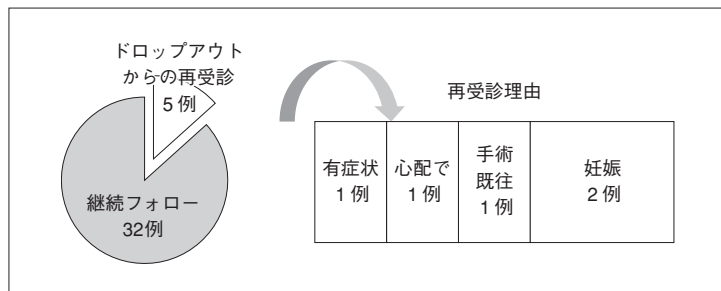 ドロップアウト
からの再受診
5例
継続フォロー
32例
再受診理由
有症状
1例
心配で
1例
手術
既往
1例
妊娠
2例